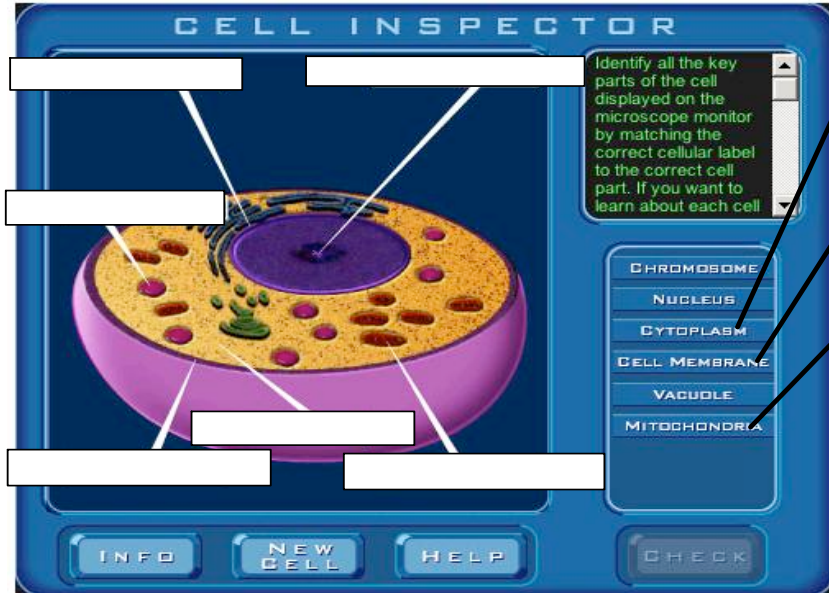 CELL INSPECTOR
Identify all the key
parts of the cell
displayed on the
microscope monitor
by matching the
correct cellular label
to the correct cell
part. If you want to
learn about each cell
CHROMOSOME
NUCLEUS
CYTOPLASM
CELL MEMBRANE
VACUOLE
MITOCHONDRIA
INFO
NEW
CELL
HELP
CHECK